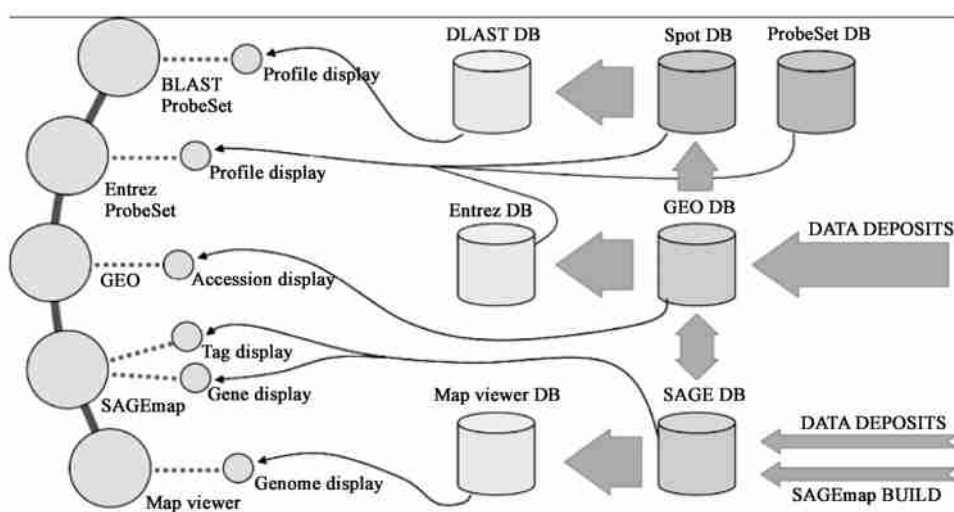 DLAST DB
Spot DB
ProbeSet DB
Profile display
BLAST
ProbeSet
Profile display
Entrez
ProbeSet
Entrez DB
GEO DB
DATA DEPOSITS
GEO
Accession display
Tag display
Gene display
SAGEmap
Map viewer DB
SAGE DB
DATA DEPOSITS
Map viewer
Genome display
SAGEmap BUILD